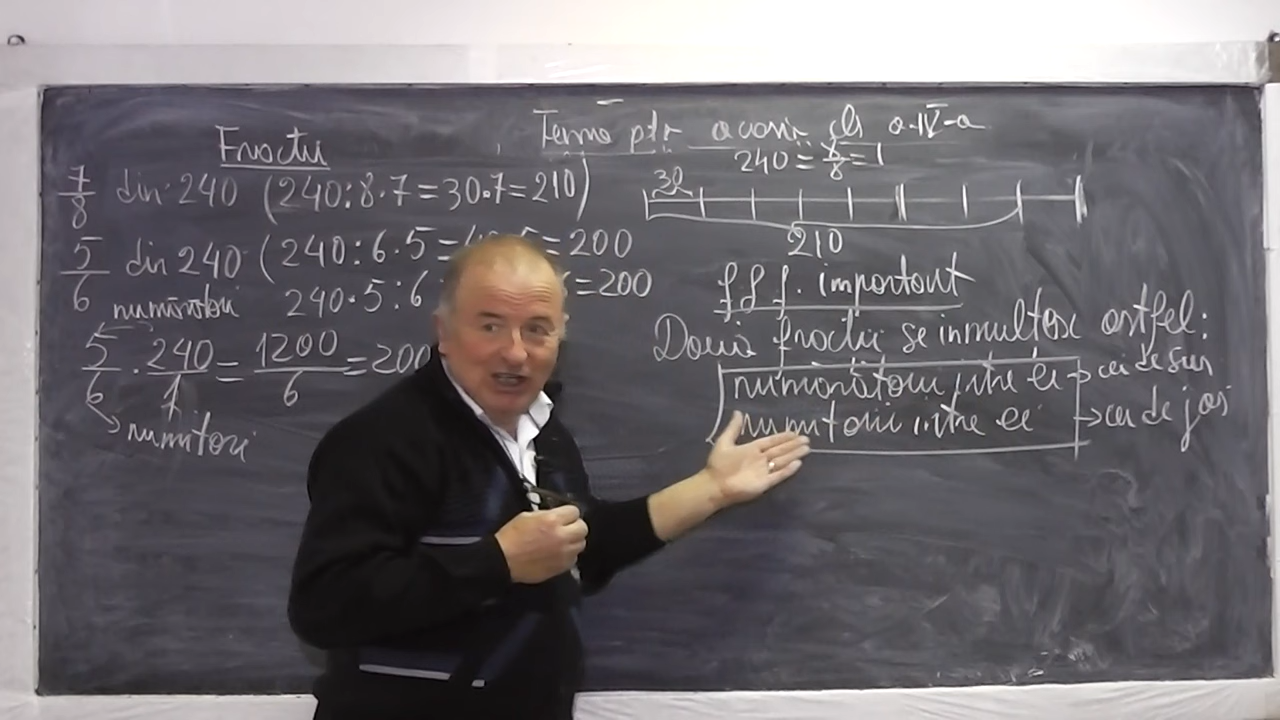 Temă ptr acasă cls a-IV-a
Fracții
7/8 din 240 (240:8·7=30·7=210)
5/6 din 240 (240:6·5= =200
numărători 240·5:6 =200
5/6 · 240/1 = 1200/6 = 200
numitori
240 = 8/8 = 1
210
f f f. important
Două fracții se înmulțesc astfel:
numărătorii între ei → cei de sus
numitorii între ei → cei de jos